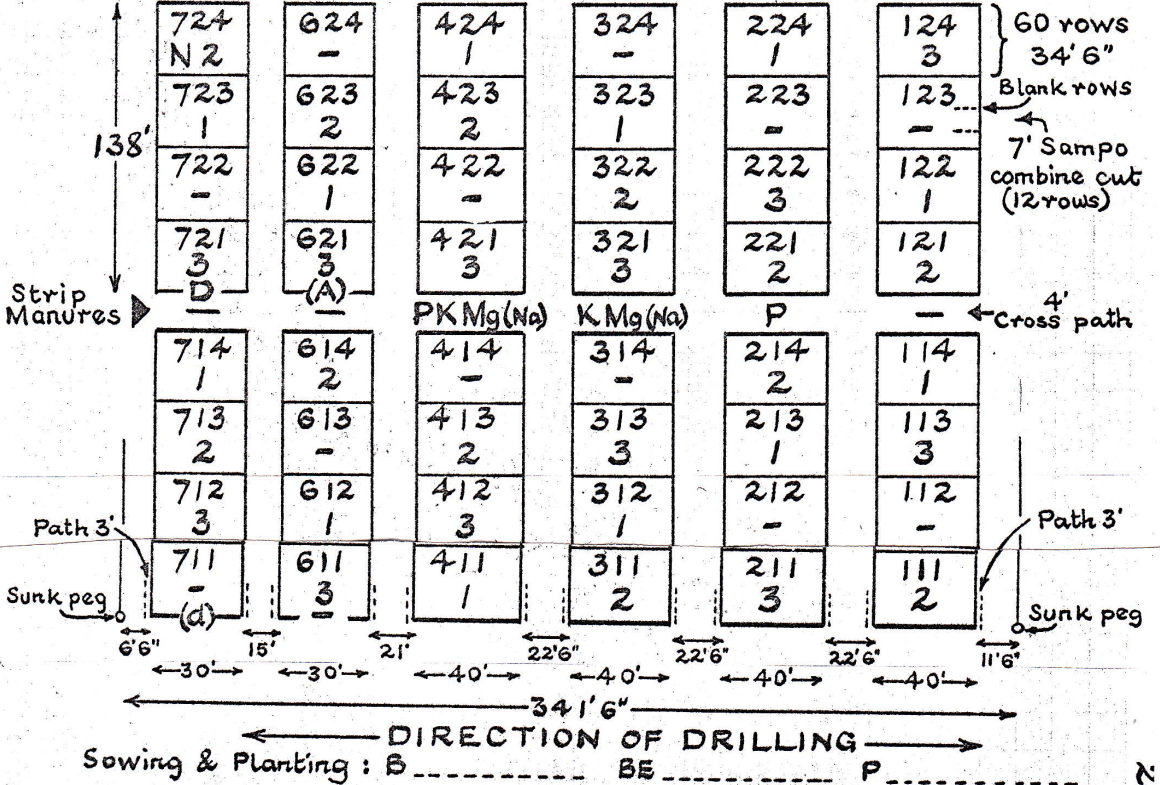 724 624 424 324 224 124 60 rows
N 2 – 1 – 1 3 34' 6"
723 623 423 323 223 123 Blank rows
1 2 2 1 – –
138'
722 622 422 322 222 122 7' Sampo
– 1 – 2 3 1 combine cut
(12 rows)
721 621 421 321 221 121
3 3 3 3 2 2
Strip D (A) 4'
Manures – – PKMg(Na) KMg(Na) P – Cross path
714 614 414 314 214 114
1 2 – – 2 1
713 613 413 313 213 113
2 – 2 3 1 3
712 612 412 312 212 112
3 1 3 1 – –
Path 3' Path 3'
711 611 411 311 211 111
– 3 1 2 3 2
Sunk peg (d) – Sunk peg
6'6" 15' 21' 22'6" 22'6" 22'6" 11'6"
30' 30' 40' 40' 40' 40'
341'6"
DIRECTION OF DRILLING
Sowing & Planting : B__________ BE__________ P__________